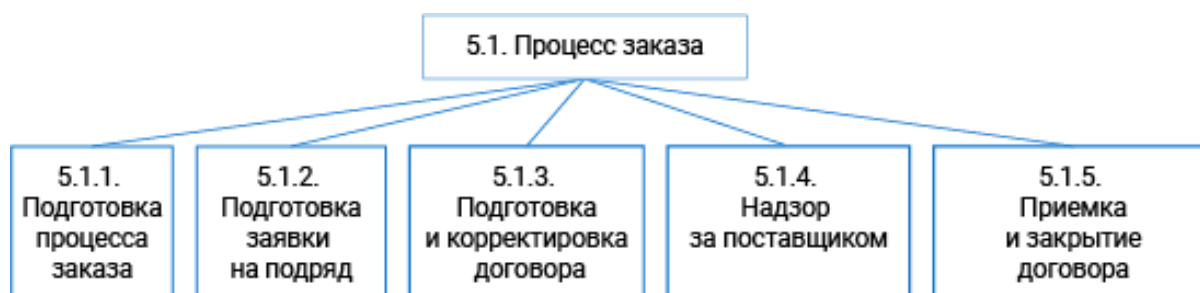 5.1. Процесс заказа
5.1.1.
Подготовка
процесса
заказа
5.1.2.
Подготовка
заявки
на подряд
5.1.3.
Подготовка
и корректировка
договора
5.1.4.
Надзор
за поставщиком
5.1.5.
Приемка
и закрытие
договора